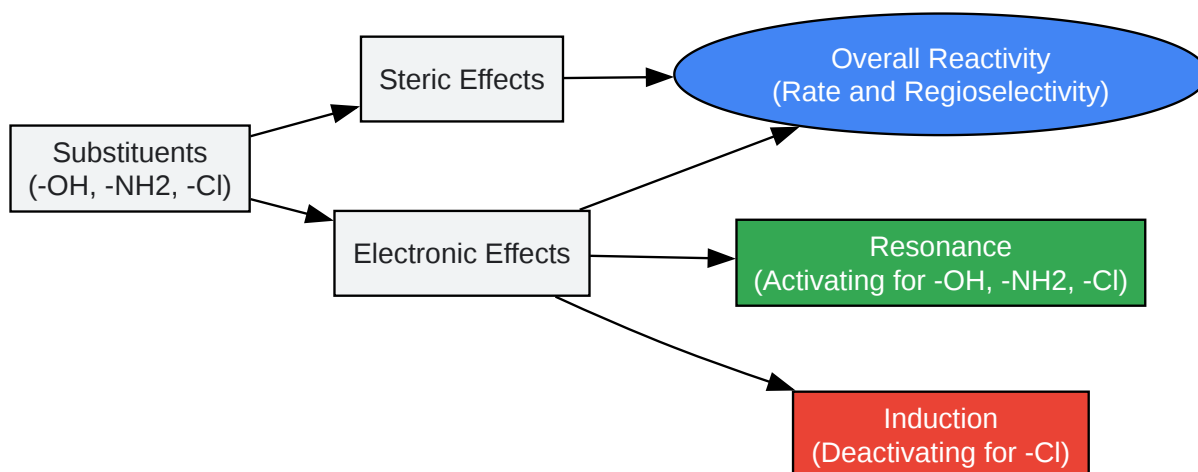 Substituents
(-OH, -NH2, -Cl)
Steric Effects
Electronic Effects
Overall Reactivity
(Rate and Regioselectivity)
Resonance
(Activating for -OH, -NH2, -Cl)
Induction
(Deactivating for -Cl)